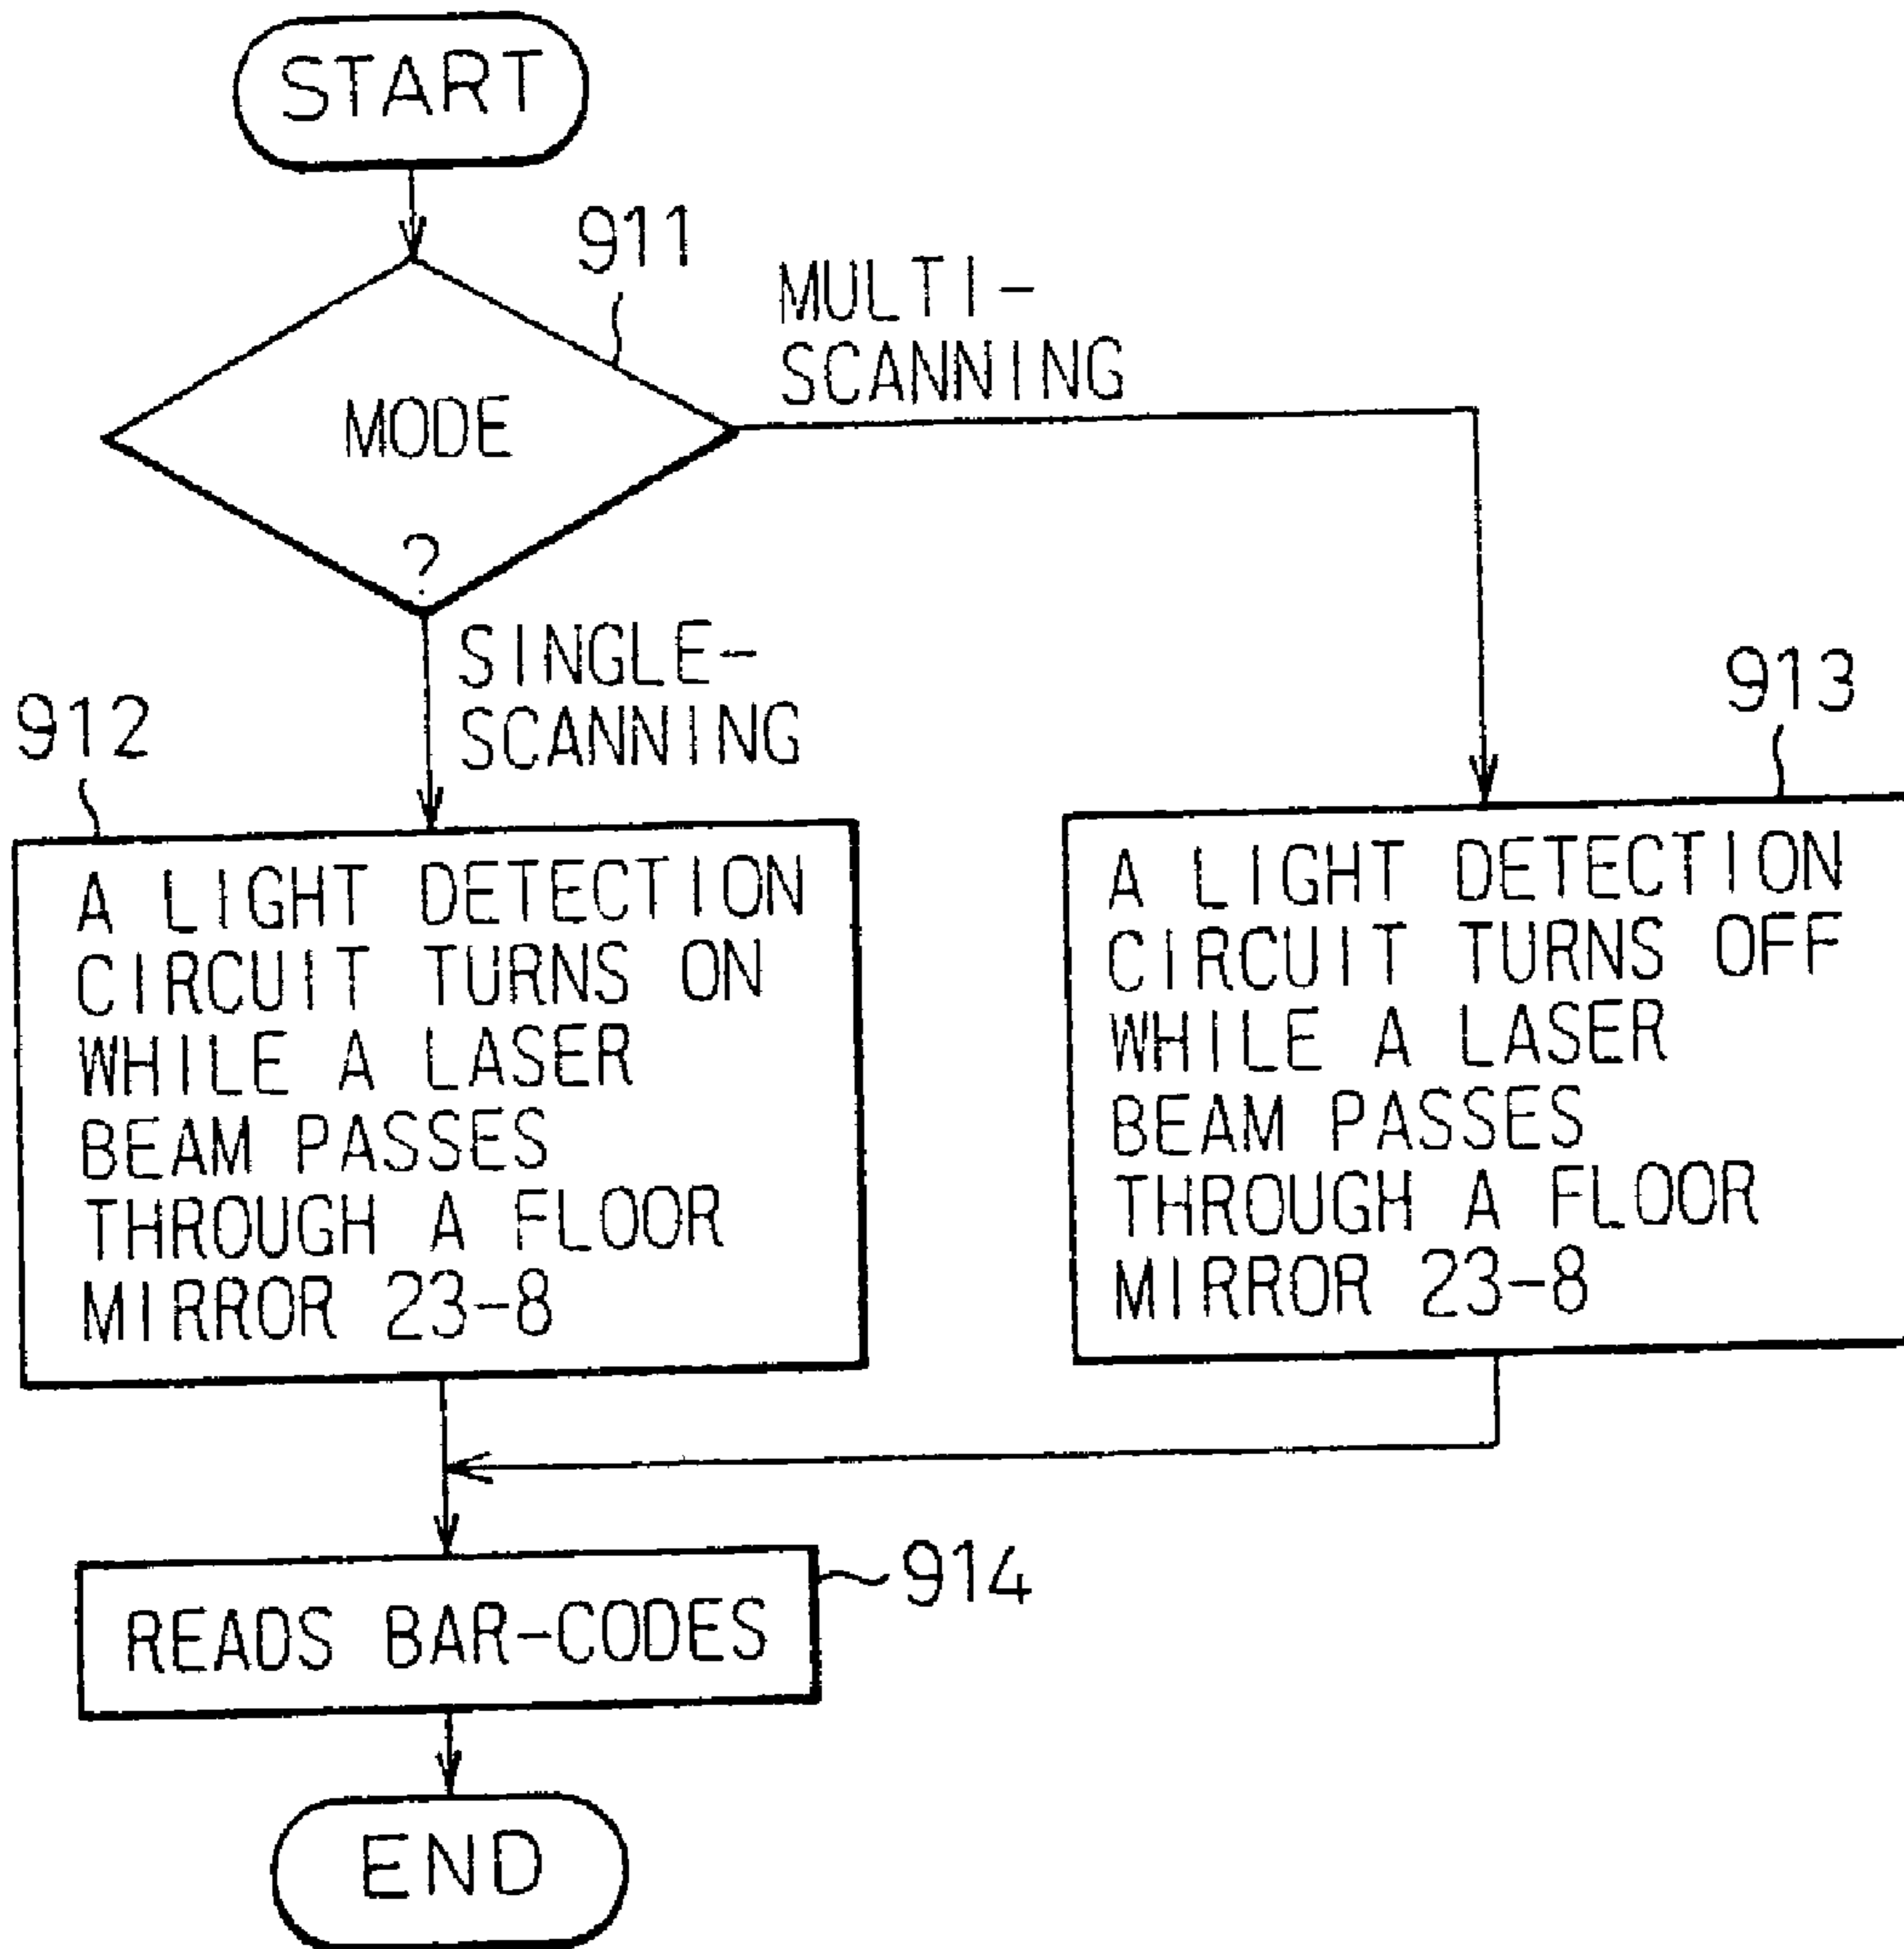 START
911
MULTI-
SCANNING
MODE
?
SINGLE-
SCANNING
912
913
A LIGHT DETECTION
CIRCUIT TURNS ON
WHILE A LASER
BEAM PASSES
THROUGH A FLOOR
MIRROR 23-8
A LIGHT DETECTION
CIRCUIT TURNS OFF
WHILE A LASER
BEAM PASSES
THROUGH A FLOOR
MIRROR 23-8
914
READS BAR-CODES
END